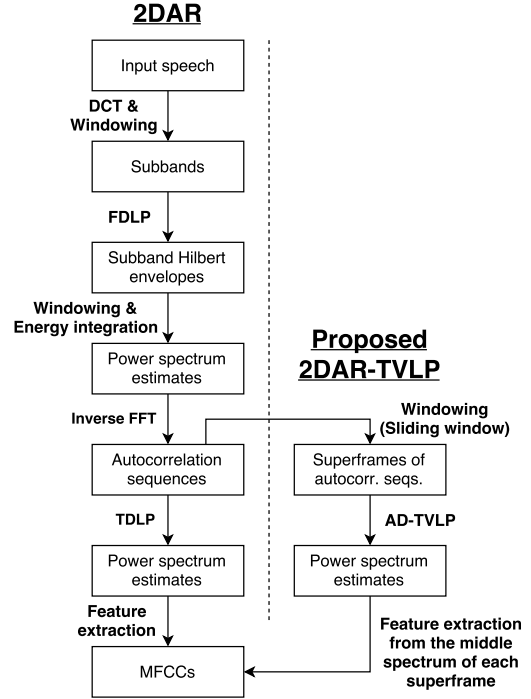 2DAR
Input speech
DCT &
Windowing
Subbands
FDLP
Subband Hilbert
envelopes
Windowing &
Energy integration
Power spectrum
estimates
Inverse FFT
Autocorrelation
sequences
TDLP
Power spectrum
estimates
Feature
extraction
MFCCs
Proposed
2DAR-TVLP
Windowing
(Sliding window)
Superframes of
autocorr. seqs.
AD-TVLP
Power spectrum
estimates
Feature extraction
from the middle
spectrum of each
superframe